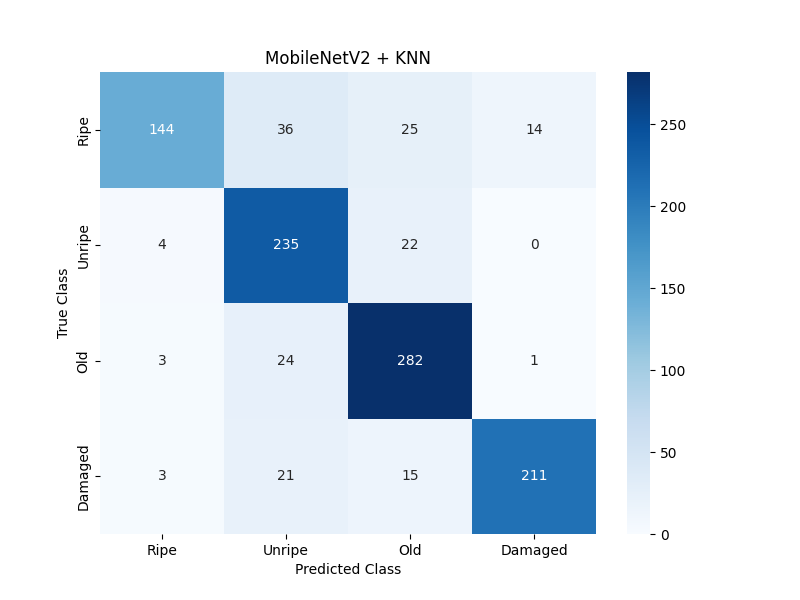 MobileNetV2 + KNN
True Class
Ripe 144 36 25 14
Unripe 4 235 22 0
Old 3 24 282 1
Damaged 3 21 15 211
Ripe Unripe Old Damaged
Predicted Class
250
200
150
100
50
0